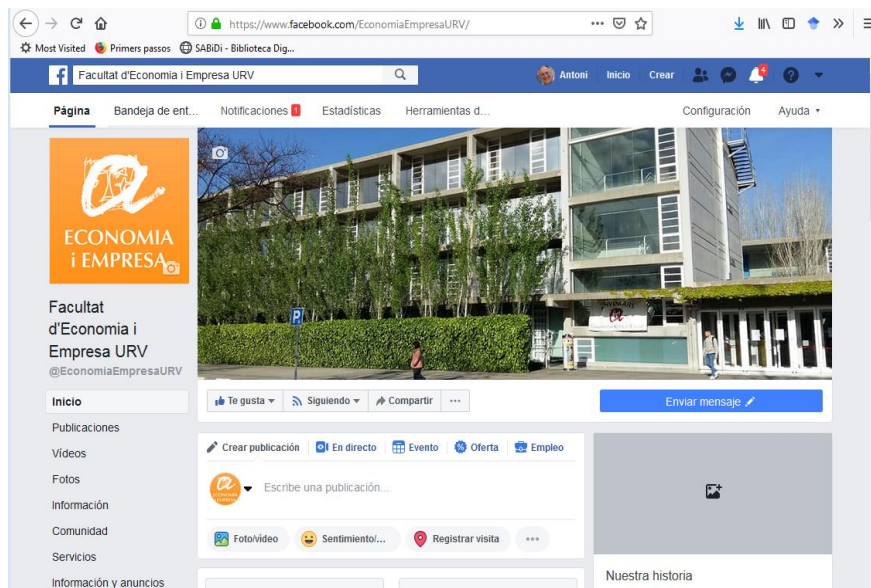 https://www.facebook.com/EconomiaEmpresaURV/
Most Visited Primers passos SABiDi - Biblioteca Dig...
Facultat d'Economia i Empresa URV
Antoni Inicio Crear 4
Página Bandeja de ent... Notificaciones 1 Estadísticas Herramientas d... Configuración Ayuda
ECONOMIA
i EMPRESA
Facultat
d'Economia i
Empresa URV
@EconomiaEmpresaURV
P
Te gusta Siguiendo Compartir
Enviar mensaje
Inicio
Publicaciones
Vídeos
Fotos
Información
Comunidad
Servicios
Información y anuncios
Crear publicación En directo Evento Oferta Empleo
Escribe una publicación...
Foto/vídeo Sentimiento/... Registrar visita
Nuestra historia